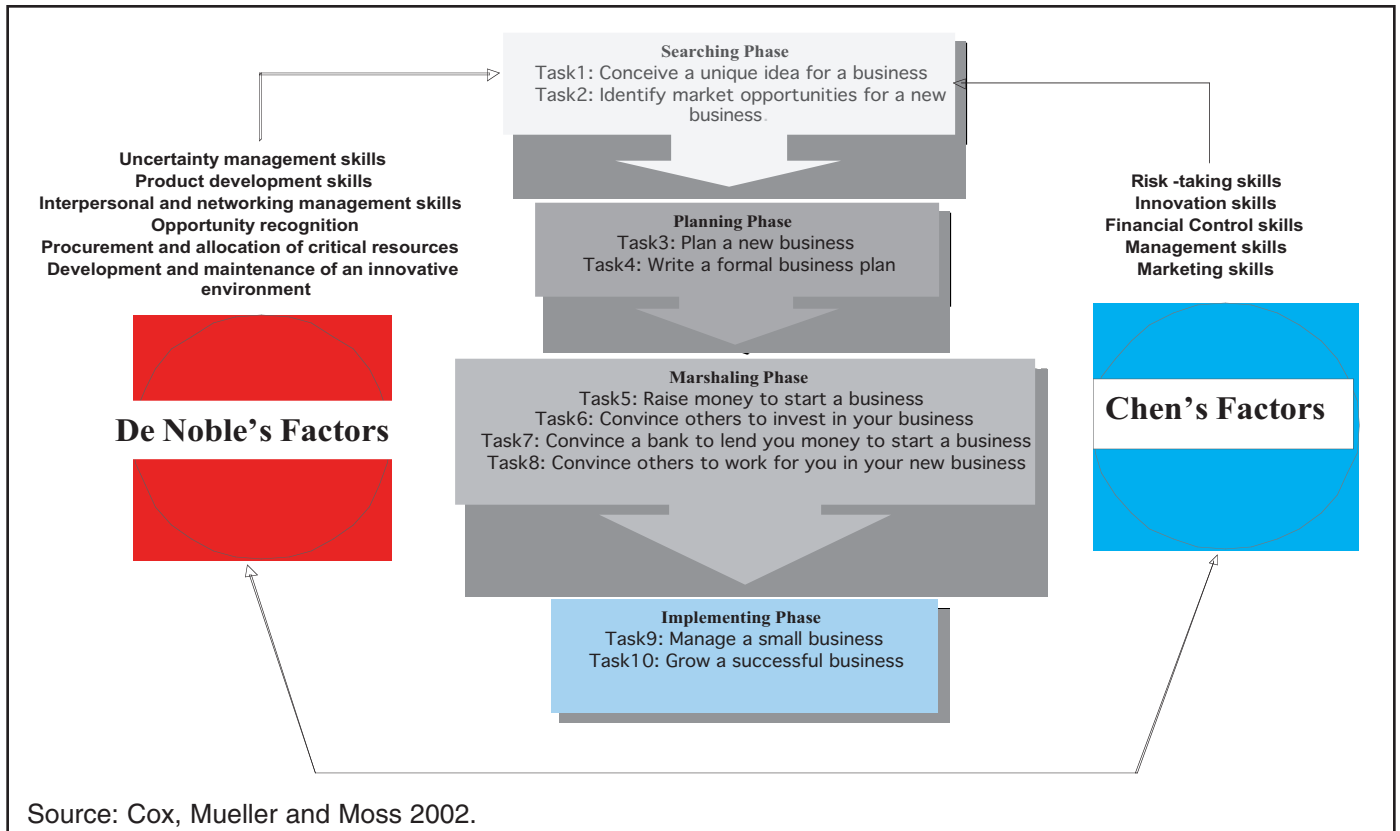 Searching Phase
Task1: Conceive a unique idea for a business
Task2: Identify market opportunities for a new
business.
Uncertainty management skills
Product development skills
Interpersonal and networking management skills
Opportunity recognition
Procurement and allocation of critical resources
Development and maintenance of an innovative
environment
Risk -taking skills
Innovation skills
Financial Control skills
Management skills
Marketing skills
Planning Phase
Task3: Plan a new business
Task4: Write a formal business plan
De Noble's Factors
Marshaling Phase
Task5: Raise money to start a business
Task6: Convince others to invest in your business
Task7: Convince a bank to lend you money to start a business
Task8: Convince others to work for you in your new business
Chen's Factors
Implementing Phase
Task9: Manage a small business
Task10: Grow a successful business
Source: Cox, Mueller and Moss 2002.